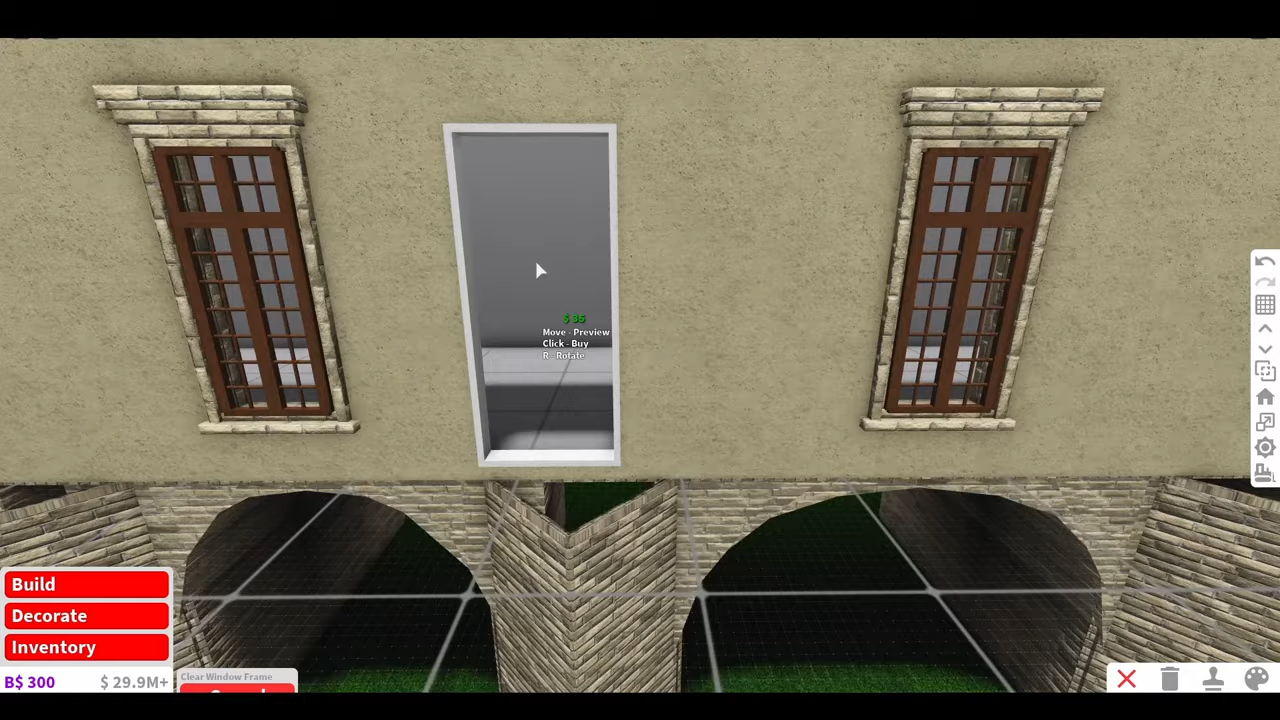 $ 35
Move - Preview
Click - Buy
R - Rotate
Build
Decorate
Inventory
B$ 300
$ 29.9M+
Clear Window Frame